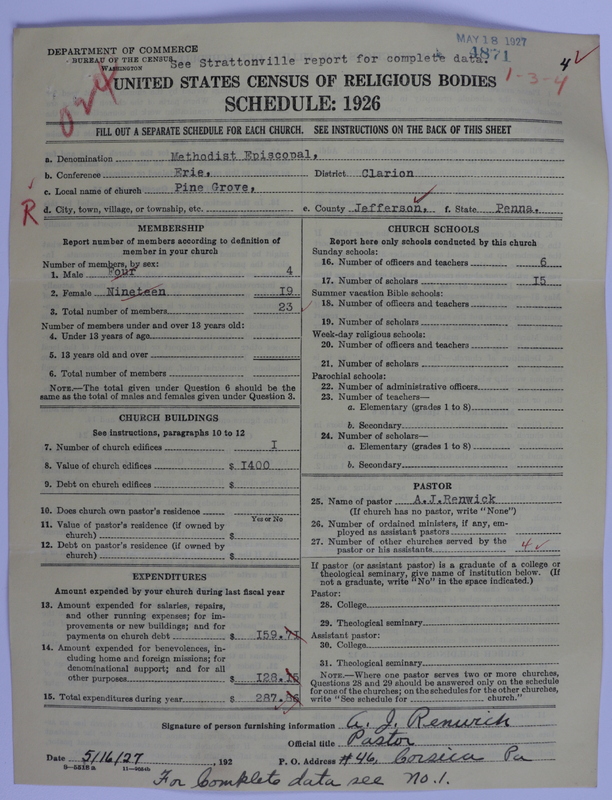 DEPARTMENT OF COMMERCE
BUREAU OF THE CENSUS
WASHINGTON
See Strattonville report for complete data.
MAY 18 1927
4871
4
1-3-4
UNITED STATES CENSUS OF RELIGIOUS BODIES
SCHEDULE: 1926
FILL OUT A SEPARATE SCHEDULE FOR EACH CHURCH. SEE INSTRUCTIONS ON THE BACK OF THIS SHEET
a. Denomination Methodist Episcopal,
b. Conference Erie, District Clarion
c. Local name of church Pine Grove,
R
d. City, town, village, or township, etc. e. County Jefferson, f. State Penna.
MEMBERSHIP
Report number of members according to definition of
member in your church
Number of members, by sex:
1. Male Four 4
2. Female Nineteen 19
3. Total number of members 23
Number of members under and over 13 years old:
4. Under 13 years of age
5. 13 years old and over
6. Total number of members
NOTE.—The total given under Question 6 should be the
same as the total of males and females given under Question 3.
CHURCH BUILDINGS
See instructions, paragraphs 10 to 12
7. Number of church edifices I
8. Value of church edifices $ 1400
9. Debt on church edifices $
10. Does church own pastor's residence
Yes or No
11. Value of pastor's residence (if owned by
church) $
12. Debt on pastor's residence (if owned by
church) $
EXPENDITURES
Amount expended by your church during last fiscal year
13. Amount expended for salaries, repairs,
and other running expenses; for im-
provements or new buildings; and for
payments on church debt $ 159.71
14. Amount expended for benevolences, in-
cluding home and foreign missions; for
denominational support; and for all
other purposes $ 128.
15. Total expenditures during year $ 287.
CHURCH SCHOOLS
Report here only schools conducted by this church
Sunday schools:
16. Number of officers and teachers 6
17. Number of scholars 15
Summer vacation Bible schools:
18. Number of officers and teachers
19. Number of scholars
Week-day religious schools:
20. Number of officers and teachers
21. Number of scholars
Parochial schools:
22. Number of administrative officers
23. Number of teachers—
a. Elementary (grades 1 to 8)
b. Secondary
24. Number of scholars—
a. Elementary (grades 1 to 8)
b. Secondary
PASTOR
25. Name of pastor A.J.Renwick
(If church has no pastor, write "None")
26. Number of ordained ministers, if any, em-
ployed as assistant pastors
27. Number of other churches served by the
pastor or his assistants 4
If pastor (or assistant pastor) is a graduate of a college or
theological seminary, give name of institution below. (If
not a graduate, write "No" in the space indicated.)
Pastor:
28. College
29. Theological seminary
Assistant pastor:
30. College
31. Theological seminary
NOTE.—Where one pastor serves two or more churches,
Questions 28 and 29 should be answered only on the schedule
for one of the churches; on the schedules for the other churches,
write "See schedule for church."
Signature of person furnishing information A. J. Renwick
Official title Pastor
Date 5/16/27, 192 P. O. Address #46, Corsica Pa
For Complete data see No. 1.